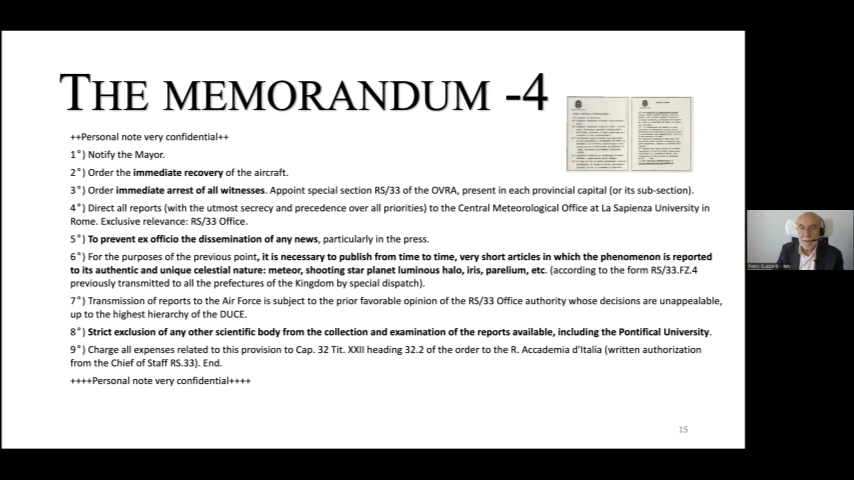 THE MEMORANDUM -4
++Personal note very confidential++
1°) Notify the Mayor.
2°) Order the immediate recovery of the aircraft.
3°) Order immediate arrest of all witnesses. Appoint special section RS/33 of the OVRA, present in each provincial capital (or its sub-section).
4°) Direct all reports (with the utmost secrecy and precedence over all priorities) to the Central Meteorological Office at La Sapienza University in
Rome. Exclusive relevance: RS/33 Office.
5°) To prevent ex officio the dissemination of any news, particularly in the press.
6°) For the purposes of the previous point, it is necessary to publish from time to time, very short articles in which the phenomenon is reported
to its authentic and unique celestial nature: meteor, shooting star planet luminous halo, iris, parelium, etc. (according to the form RS/33.FZ.4
previously transmitted to all the prefectures of the Kingdom by special dispatch).
7°) Transmission of reports to the Air Force is subject to the prior favorable opinion of the RS/33 Office authority whose decisions are unappealable,
up to the highest hierarchy of the DUCE.
8°) Strict exclusion of any other scientific body from the collection and examination of the reports available, including the Pontifical University.
9°) Charge all expenses related to this provision to Cap. 32 Tit. XXII heading 32.2 of the order to the R. Accademia d'Italia (written authorization
from the Chief of Staff RS.33). End.
++++Personal note very confidential++++
15